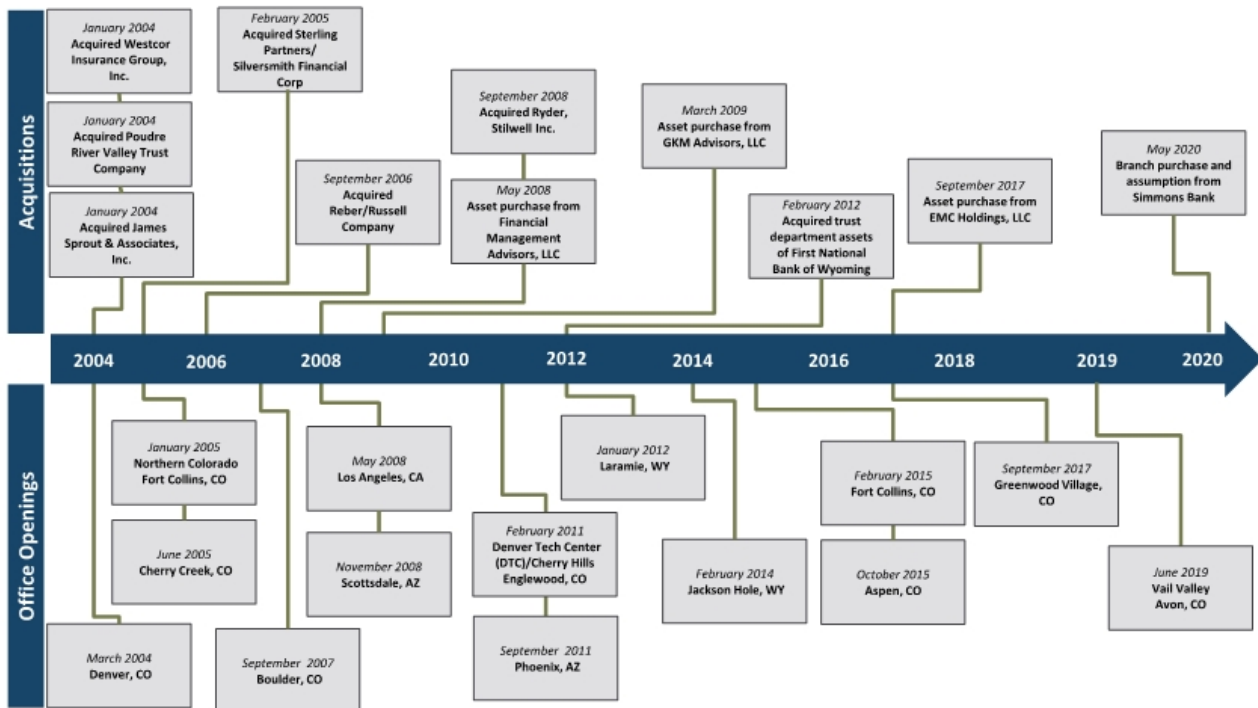 Acquisitions
January 2004
Acquired Westcor
Insurance Group,
Inc.
January 2004
Acquired Poudre
River Valley Trust
Company
January 2004
Acquired James
Sprout & Associates,
Inc.
February 2005
Acquired Sterling
Partners/
Silversmith Financial
Corp
September 2006
Acquired
Reber/Russell
Company
September 2008
Acquired Ryder,
Stilwell Inc.
May 2008
Asset purchase from
Financial
Management
Advisors, LLC
March 2009
Asset purchase from
GKM Advisors, LLC
February 2012
Acquired trust
department assets
of First National
Bank of Wyoming
September 2017
Asset purchase from
EMC Holdings, LLC
May 2020
Branch purchase and
assumption from
Simmons Bank
2004 2006 2008 2010 2012 2014 2016 2018 2019 2020
Office Openings
March 2004
Denver, CO
January 2005
Northern Colorado
Fort Collins, CO
June 2005
Cherry Creek, CO
September 2007
Boulder, CO
May 2008
Los Angeles, CA
November 2008
Scottsdale, AZ
February 2011
Denver Tech Center
(DTC)/Cherry Hills
Englewood, CO
September 2011
Phoenix, AZ
January 2012
Laramie, WY
February 2014
Jackson Hole, WY
February 2015
Fort Collins, CO
October 2015
Aspen, CO
September 2017
Greenwood Village,
CO
June 2019
Vail Valley
Avon, CO